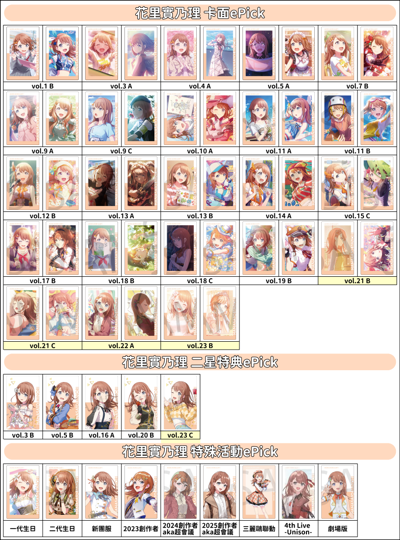 花里實乃理 卡面ePick
vol.1 B
vol.3 A
vol.4 A
vol.5 A
vol.7 B
vol.9 A
vol.9 C
vol.10 A
vol.11 A
vol.11 B
vol.12 B
vol.13 A
vol.13 B
vol.14 A
vol.15 C
vol.17 B
vol.18 B
vol.18 C
vol.19 B
vol.21 B
vol.21 C
vol.22 A
vol.23 B
花里實乃理 二星特典ePick
vol.3 B
vol.5 B
vol.16 A
vol.20 B
vol.23 C
花里實乃理 特殊活動ePick
一代生日
二代生日
新團服
2023創作者
2024創作者
aka超會議
2025創作者
aka超會議
三麗鷗聯動
4th Live
-Unison-
劇場版